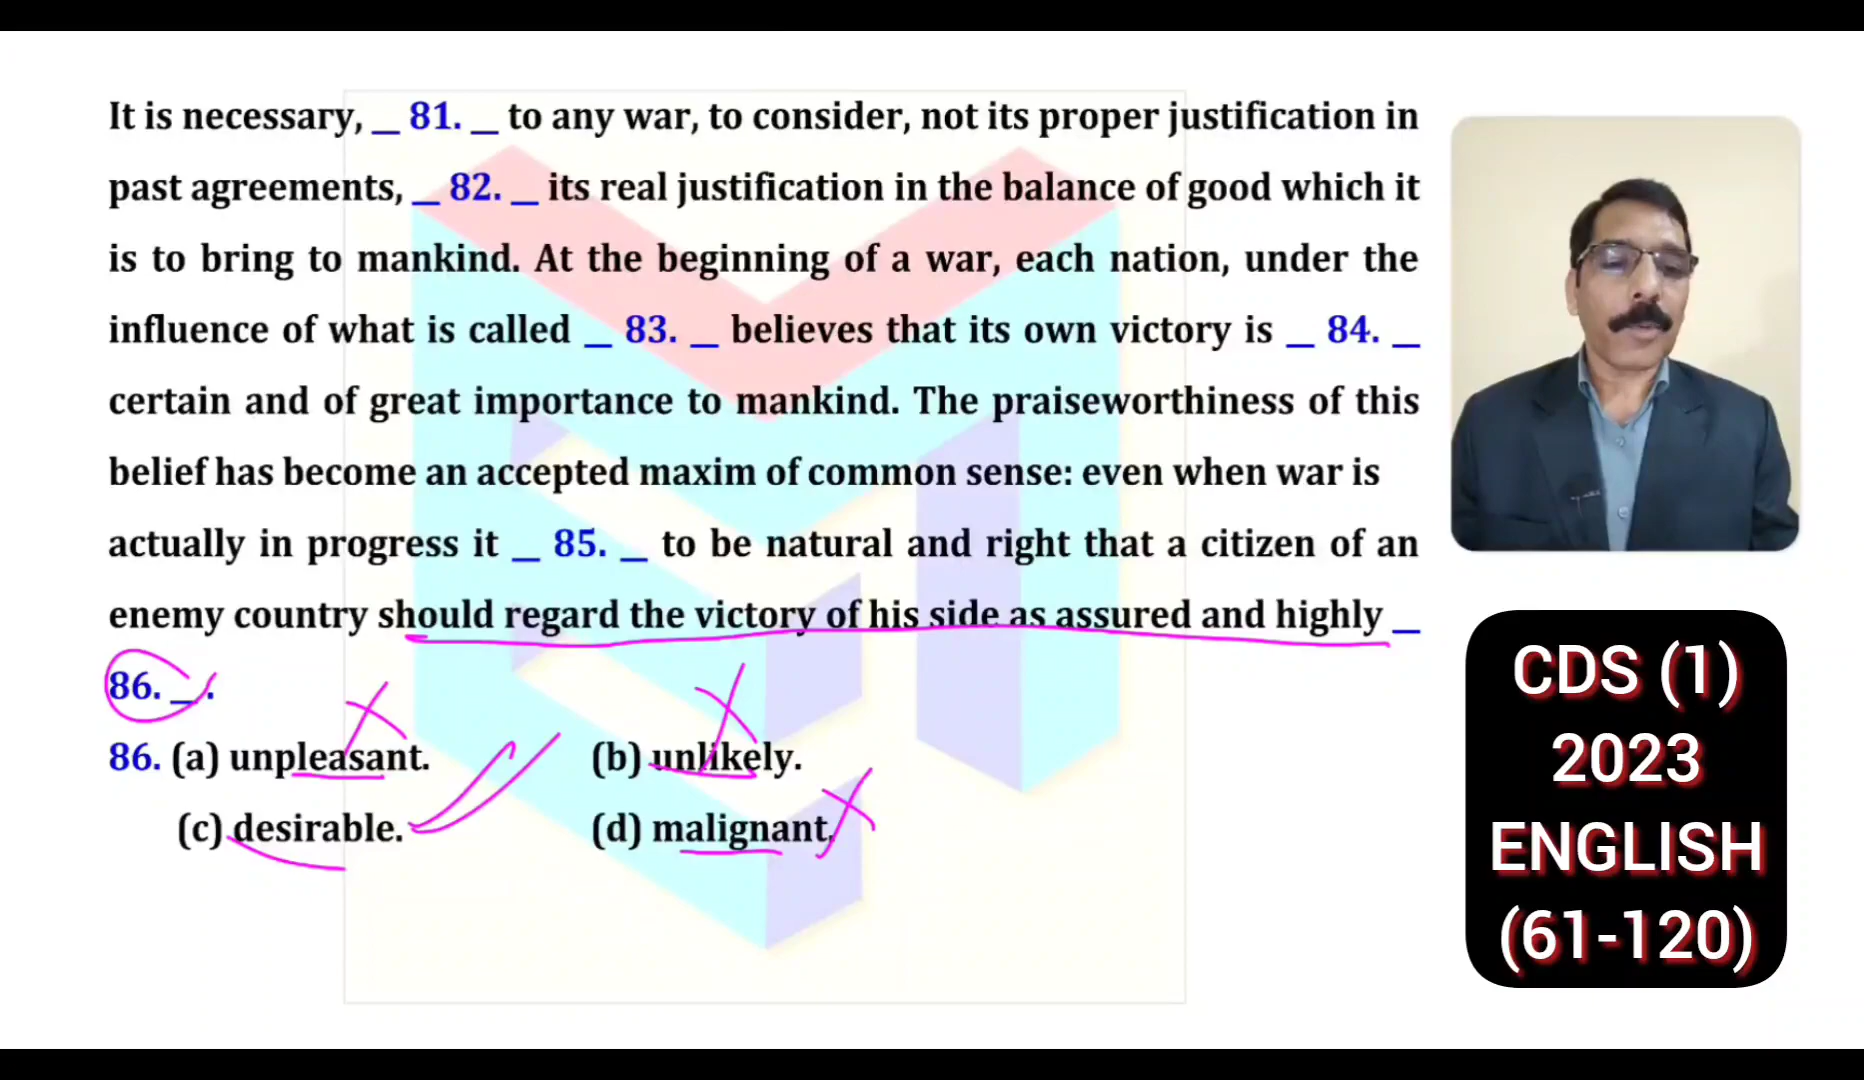 It is necessary, _ 81. _ to any war, to consider, not its proper justification in
past agreements, _ 82. _ its real justification in the balance of good which it
is to bring to mankind. At the beginning of a war, each nation, under the
influence of what is called _ 83. _ believes that its own victory is _ 84. _
certain and of great importance to mankind. The praiseworthiness of this
belief has become an accepted maxim of common sense: even when war is
actually in progress it _ 85. _ to be natural and right that a citizen of an
enemy country should regard the victory of his side as assured and highly _
86. _ .
86. (a) unpleasant. (b) unlikely.
(c) desirable. (d) malignant.
CDS (1)
2023
ENGLISH
(61-120)